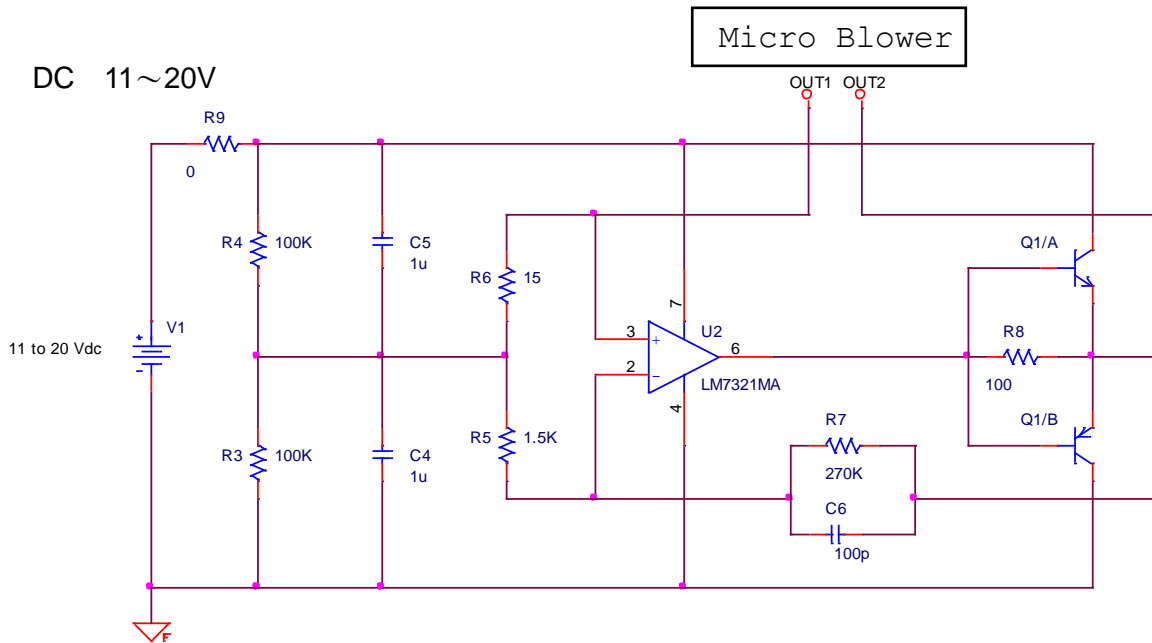 Micro Blower
DC 11～20V
OUT1 OUT2
R9
0
R4 100K
C5
1u
R6 15
Q1/A
7
V1
3
U2
6
11 to 20 Vdc
2
LM7321MA
R8
100
4
Q1/B
R3 100K
C4
1u
R5 1.5K
R7
270K
C6
100p
F